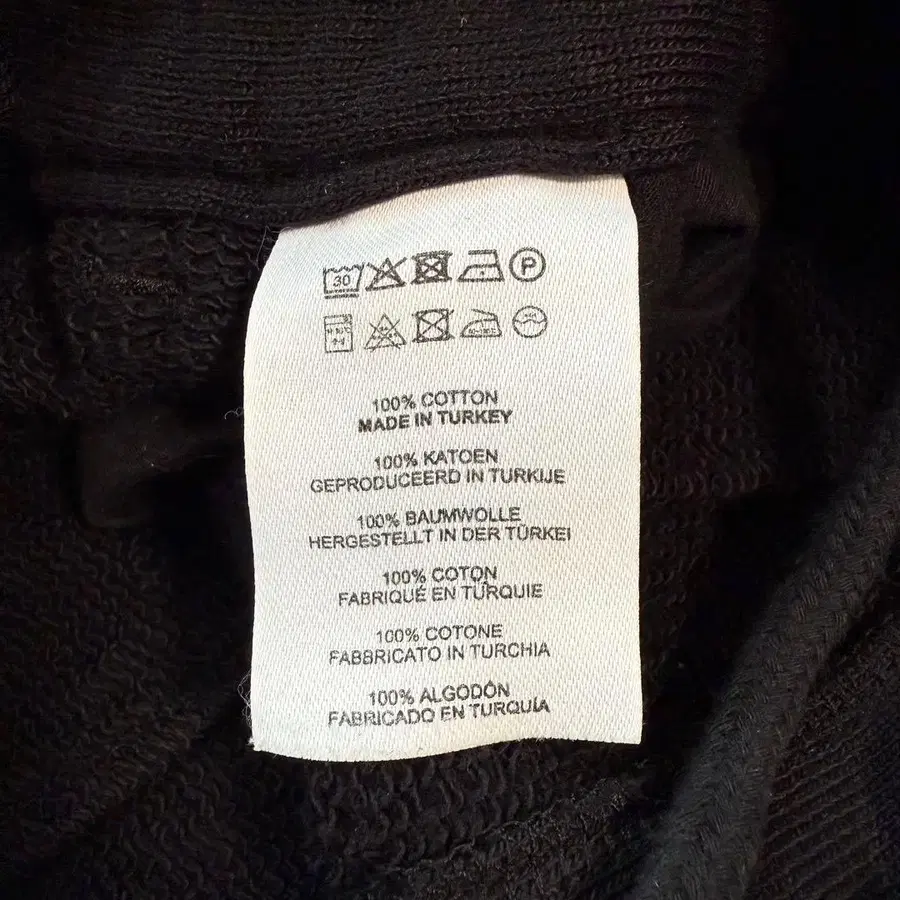 30 P
100% COTTON
MADE IN TURKEY
100% KATOEN
GEPRODUCEERD IN TURKIJE
100% BAUMWOLLE
HERGESTELLT IN DER TÜRKEI
100% COTON
FABRIQUÉ EN TURQUIE
100% COTONE
FABBRICATO IN TURCHIA
100% ALGODÓN
FABRICADO EN TURQUÍA